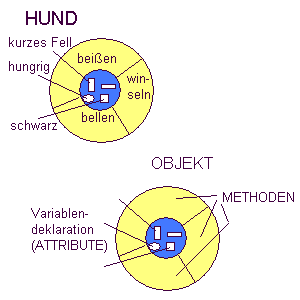 HUND
kurzes Fell
beißen
hungrig
win-
seln
schwarz
bellen
OBJEKT
METHODEN
Variablen-
deklaration
(ATTRIBUTE)